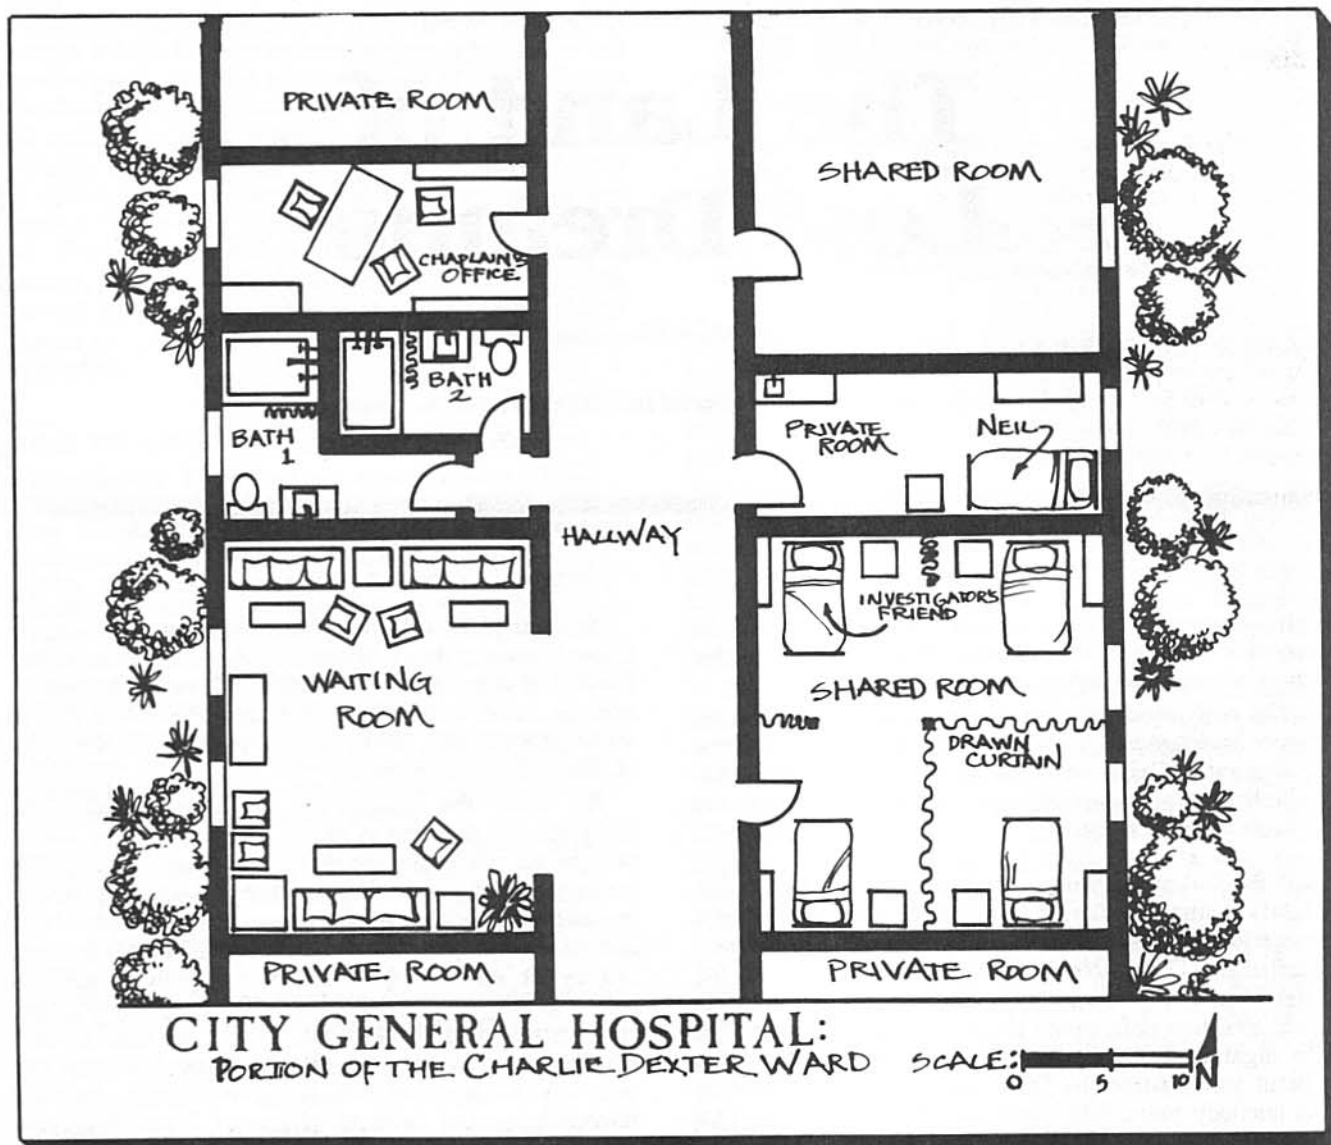 PRIVATE ROOM
SHARED ROOM
CHAPLAIN'S
OFFICE
BATH
2
BATH
1
PRIVATE
ROOM
NEIL
HALLWAY
INVESTIGATOR'S
FRIEND
WAITING
ROOM
SHARED ROOM
DRAWN
CURTAIN
PRIVATE ROOM
PRIVATE ROOM
CITY GENERAL HOSPITAL:
PORTION OF THE CHARLIE DEXTER WARD
SCALE:
0 5 10
N